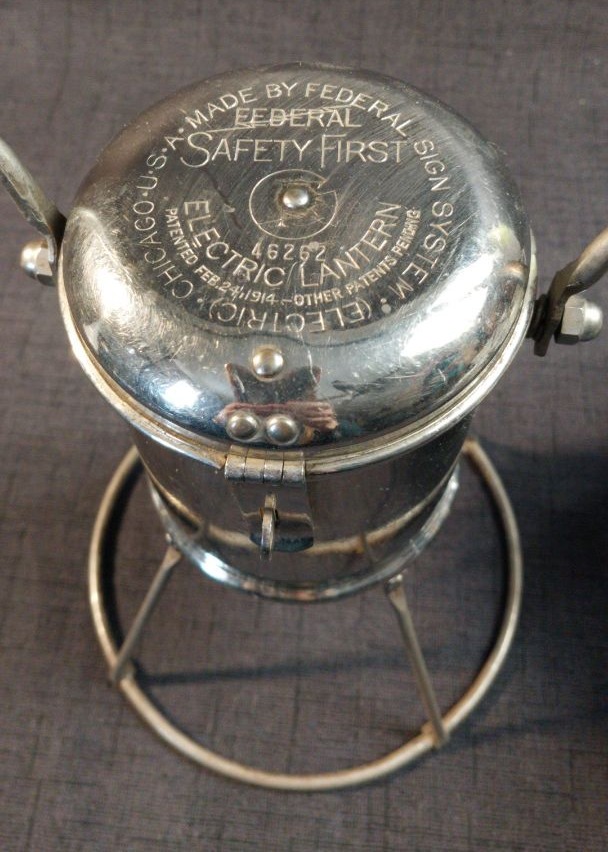 MADE BY FEDERAL SIGN SYSTEM (ELECTRIC) • CHICAGO • U • S • A •
FEDERAL
SAFETY FIRST
46262
ELECTRIC LANTERN
PATENTED FEB. 24, 1914. - OTHER PATENTS PENDING